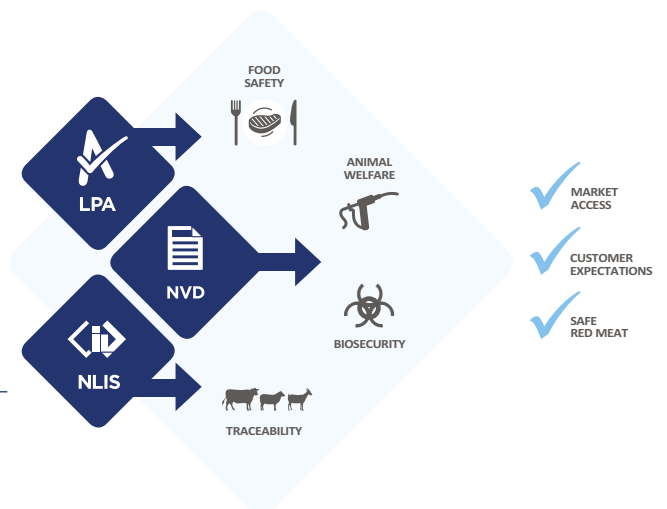 FOOD
SAFETY
ANIMAL
WELFARE
LPA
MARKET
ACCESS
NVD
CUSTOMER
EXPECTATIONS
BIOSECURITY
SAFE
RED MEAT
NLIS
TRACEABILITY